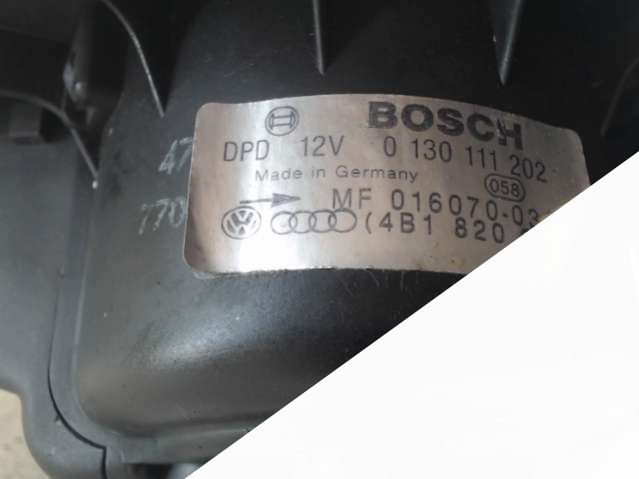 BOSCH
DPD 12V 0 130 111 202
Made in Germany
058
MF 016070-03
(4B1 820
47
770